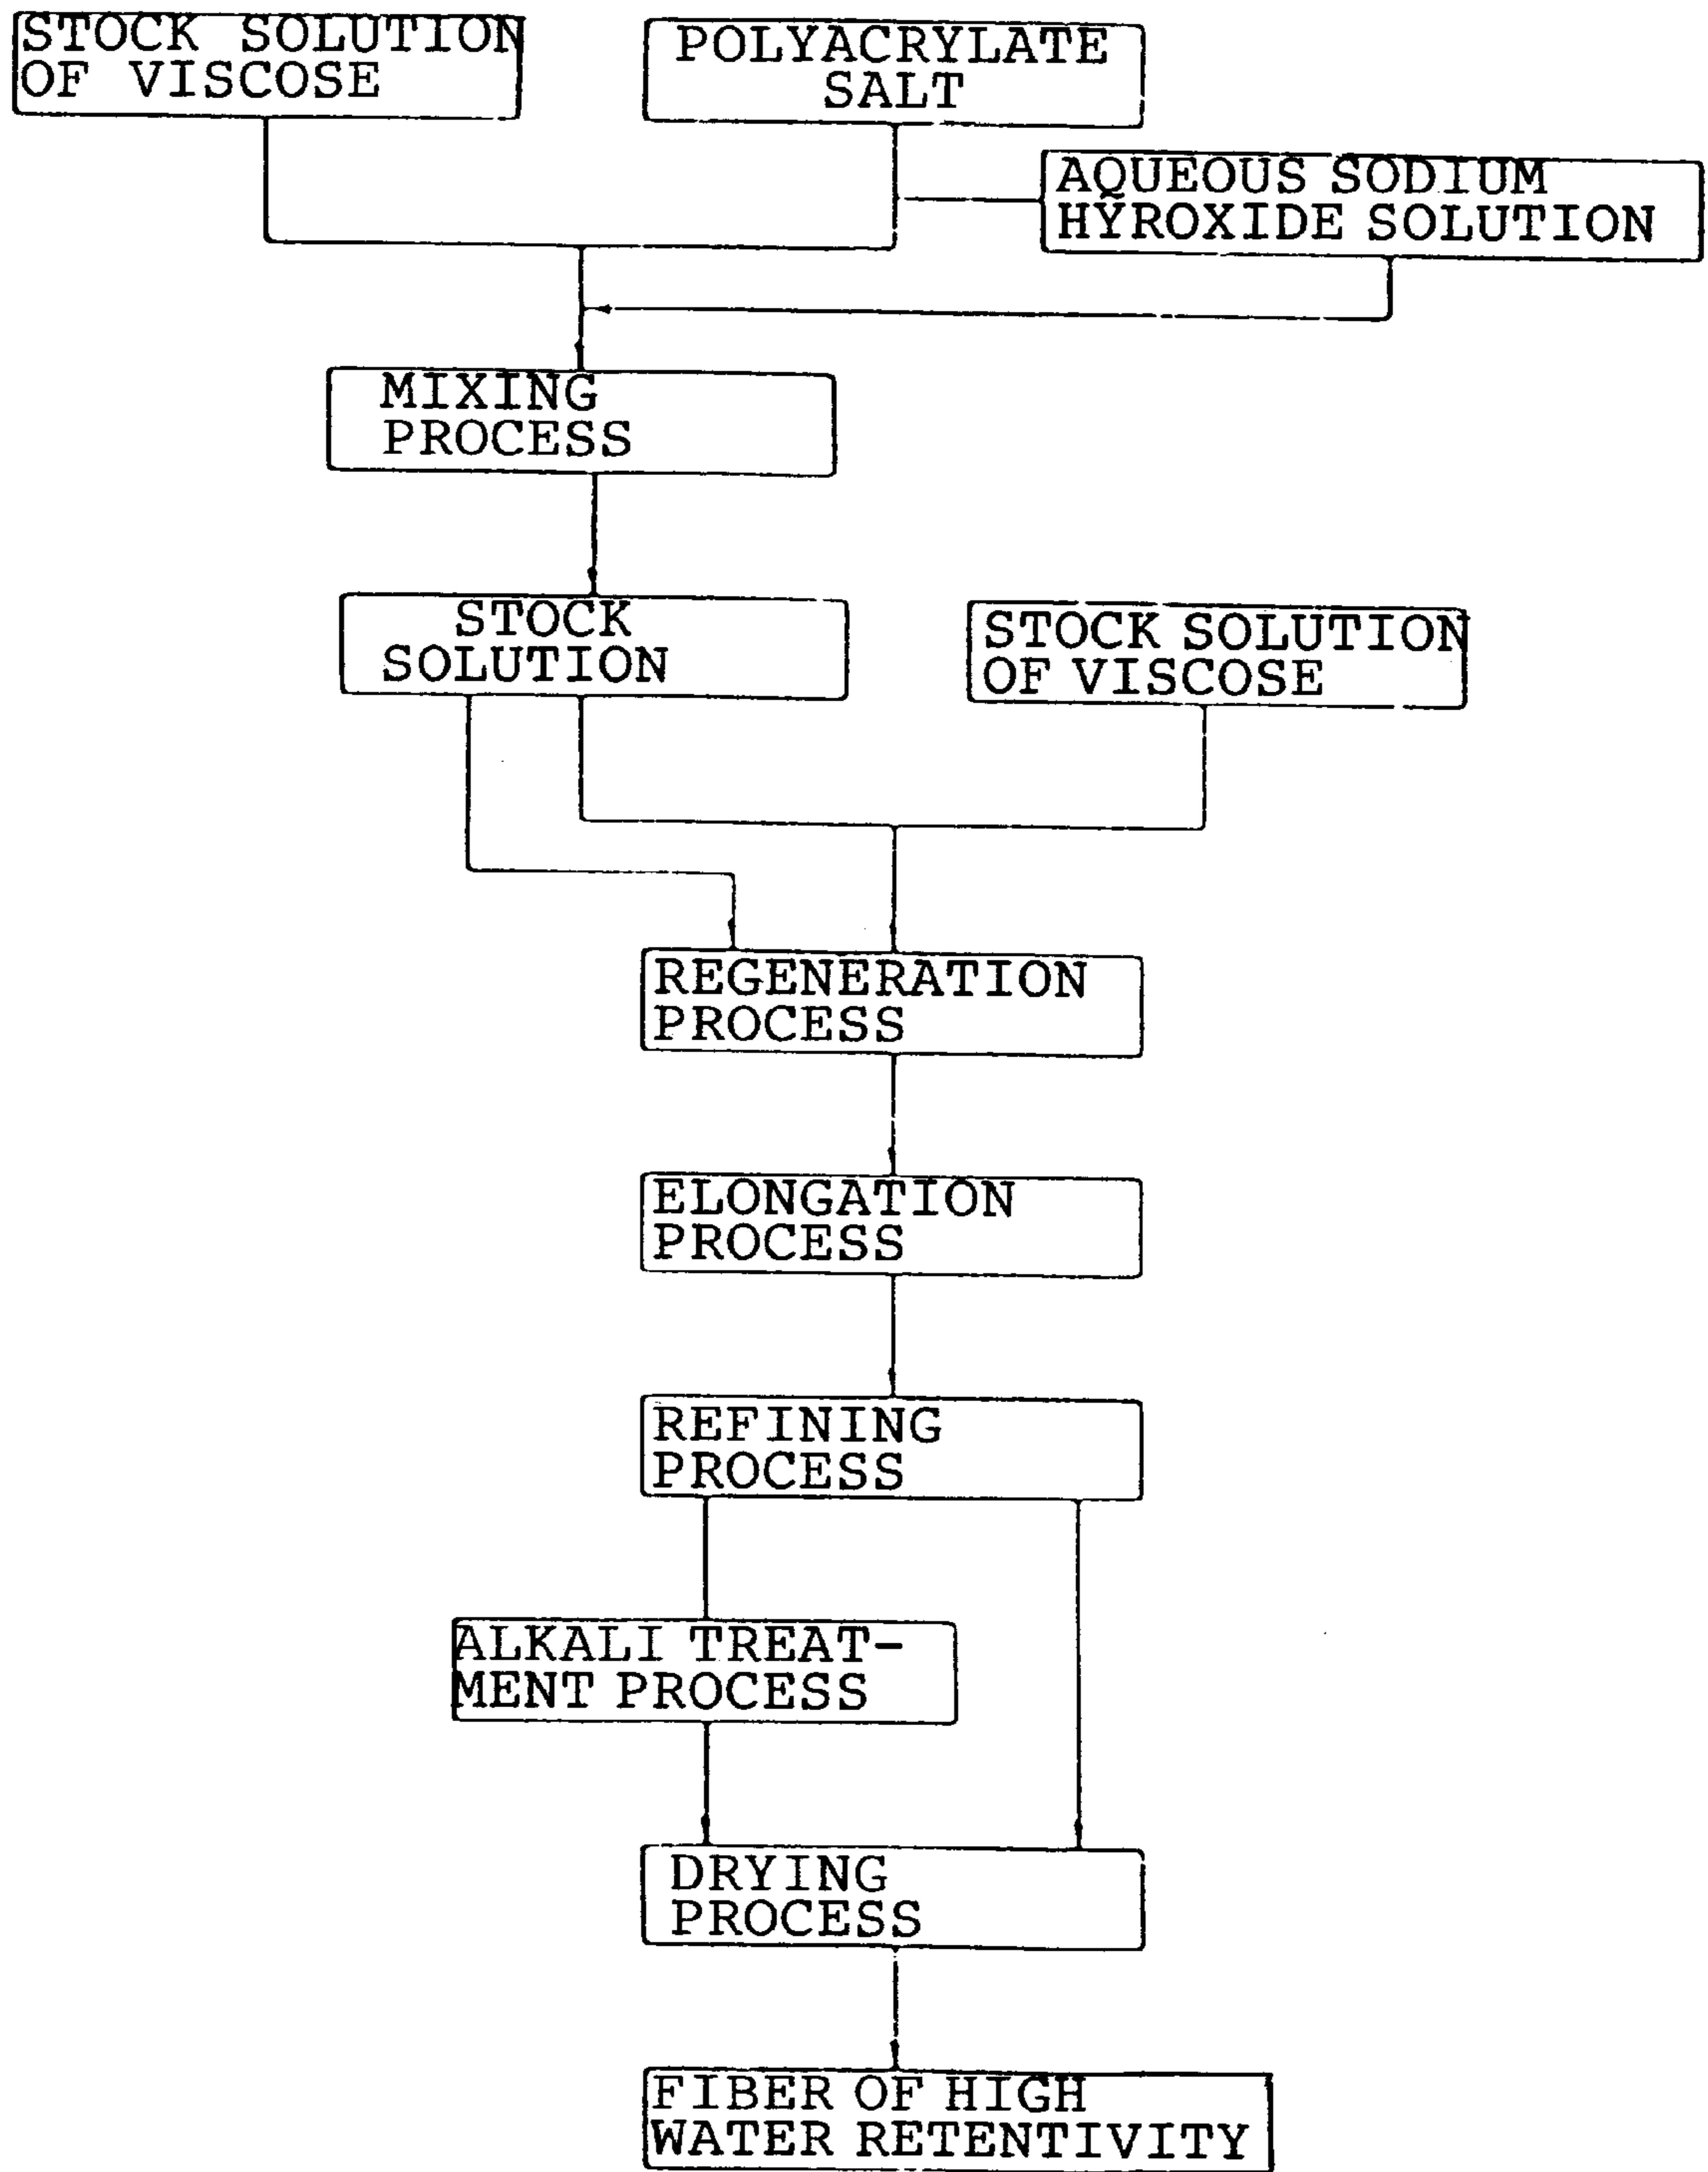 STOCK SOLUTION
OF VISCOSE
POLYACRYLATE
SALT
AQUEOUS SODIUM
HYROXIDE SOLUTION
MIXING
PROCESS
STOCK
SOLUTION
STOCK SOLUTION
OF VISCOSE
REGENERATION
PROCESS
ELONGATION
PROCESS
REFINING
PROCESS
ALKALI TREAT-
MENT PROCESS
DRYING
PROCESS
FIBER OF HIGH
WATER RETENTIVITY